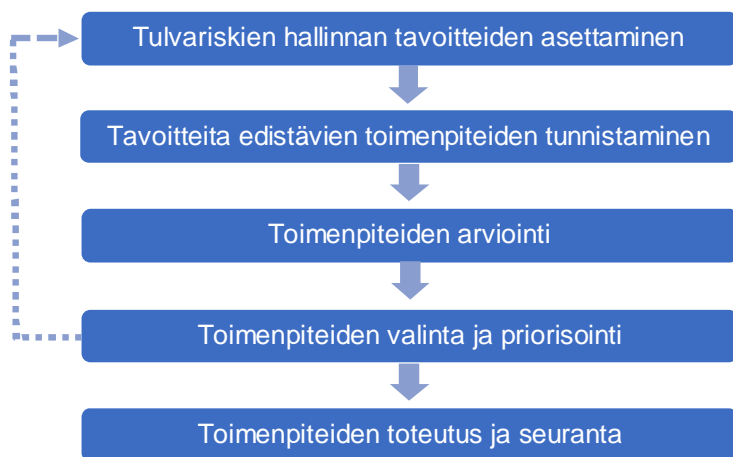 Tulvariskien hallinnan tavoitteiden asettaminen
Tavoitteita edistävien toimenpiteiden tunnistaminen
Toimenpiteiden arviointi
Toimenpiteiden valinta ja priorisointi
Toimenpiteiden toteutus ja seuranta